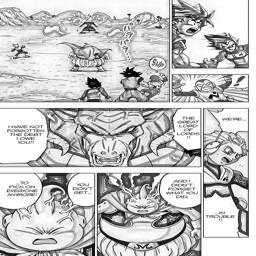 WE'RE...
...IN
TROUBLE
!!
THE
GREAT
LORD OF
LORDS...
!!
I HAVE NOT
FORGOTTEN
THE DEBT
I OWE
YOU!!
AND I
DIDN'T
FORGET
WHAT YOU
DID,
YOU
DON'T
GET...
...TO
PICK ON
EVERYONE
ANYMORE!